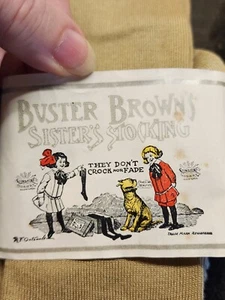 BUSTER BROWN'S
SISTER'S STOCKING
THEY DON'T
CROCK NOR FADE